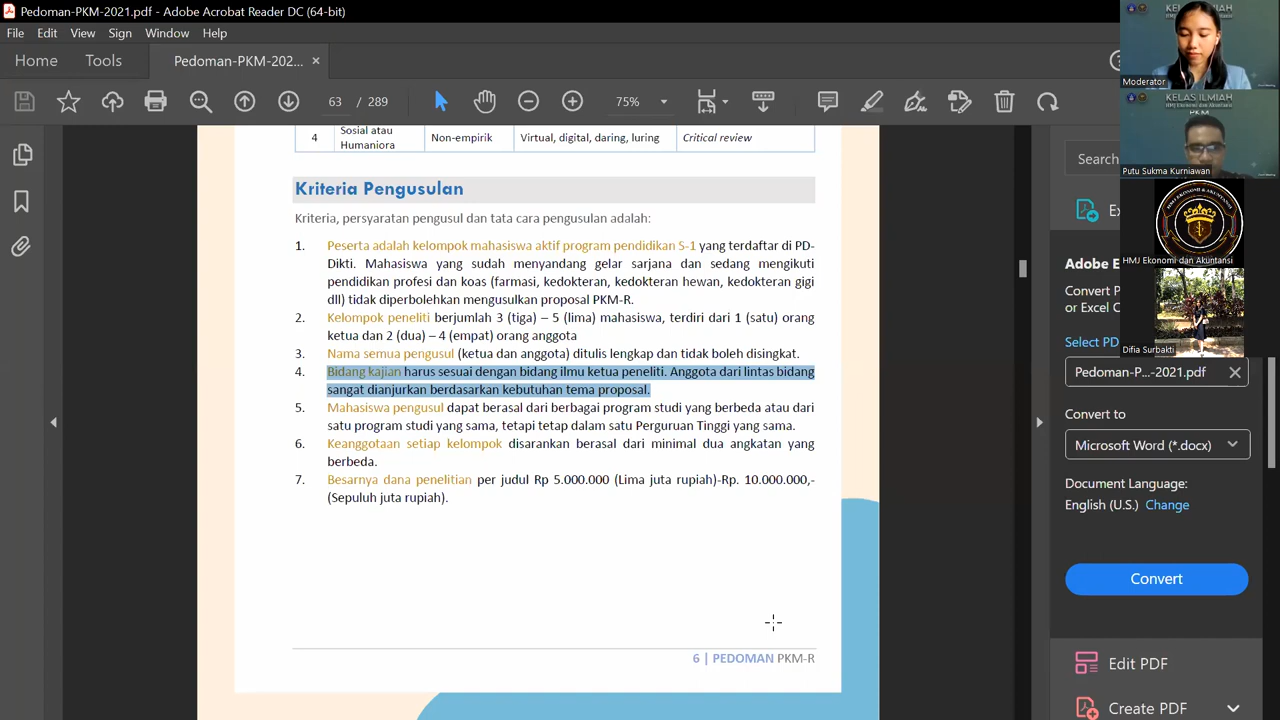 Pedoman-PKM-2021.pdf - Adobe Acrobat Reader DC (64-bit)
File Edit View Sign Window Help
Home Tools Pedoman-PKM-202... ×
63 / 289 75%
4 Sosial atau Humaniora Non-empirik Virtual, digital, daring, luring Critical review
Kriteria Pengusulan
Kriteria, persyaratan pengusul dan tata cara pengusulan adalah:
1. Peserta adalah kelompok mahasiswa aktif program pendidikan S-1 yang terdaftar di PD-
Dikti. Mahasiswa yang sudah menyandang gelar sarjana dan sedang mengikuti
pendidikan profesi dan koas (farmasi, kedokteran, kedokteran hewan, kedokteran gigi
dll) tidak diperbolehkan mengusulkan proposal PKM-R.
2. Kelompok peneliti berjumlah 3 (tiga) – 5 (lima) mahasiswa, terdiri dari 1 (satu) orang
ketua dan 2 (dua) – 4 (empat) orang anggota
3. Nama semua pengusul (ketua dan anggota) ditulis lengkap dan tidak boleh disingkat.
4. Bidang kajian harus sesuai dengan bidang ilmu ketua peneliti. Anggota dari lintas bidang
sangat dianjurkan berdasarkan kebutuhan tema proposal.
5. Mahasiswa pengusul dapat berasal dari berbagai program studi yang berbeda atau dari
satu program studi yang sama, tetapi tetap dalam satu Perguruan Tinggi yang sama.
6. Keanggotaan setiap kelompok disarankan berasal dari minimal dua angkatan yang
berbeda.
7. Besarnya dana penelitian per judul Rp 5.000.000 (Lima juta rupiah)-Rp. 10.000.000,-
(Sepuluh juta rupiah).
6 | PEDOMAN PKM-R
Search
Ex
Adobe E
Convert P
or Excel C
Select PD
Pedoman-P...-2021.pdf
Convert to
Microsoft Word (*.docx)
Document Language:
English (U.S.) Change
Convert
Edit PDF
Create PDF
KELAS ILMIAH
Moderator
KELAS ILMIAH
HMJ Ekonomi dan Akuntansi
PKM
Putu Sukma Kurniawan
HMJ Ekonomi dan Akuntansi
Difia Surbakti